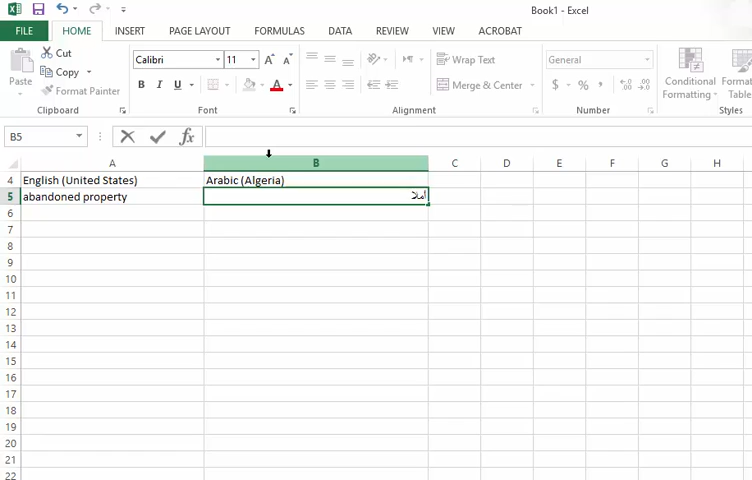 Book1 - Excel
FILE HOME INSERT PAGE LAYOUT FORMULAS DATA REVIEW VIEW ACROBAT
Cut
Copy
Format Painter
Paste
Clipboard
Calibri 11 A A
B I U A
Font
Wrap Text
Merge & Center
Alignment
General
$ % ,
Number
Conditional
Formatting
Styles
B5 fx
A B C D E F G H
4 English (United States) Arabic (Algeria)
5 abandoned property املا
6
7
8
9
10
11
12
13
14
15
16
17
18
19
20
21
22